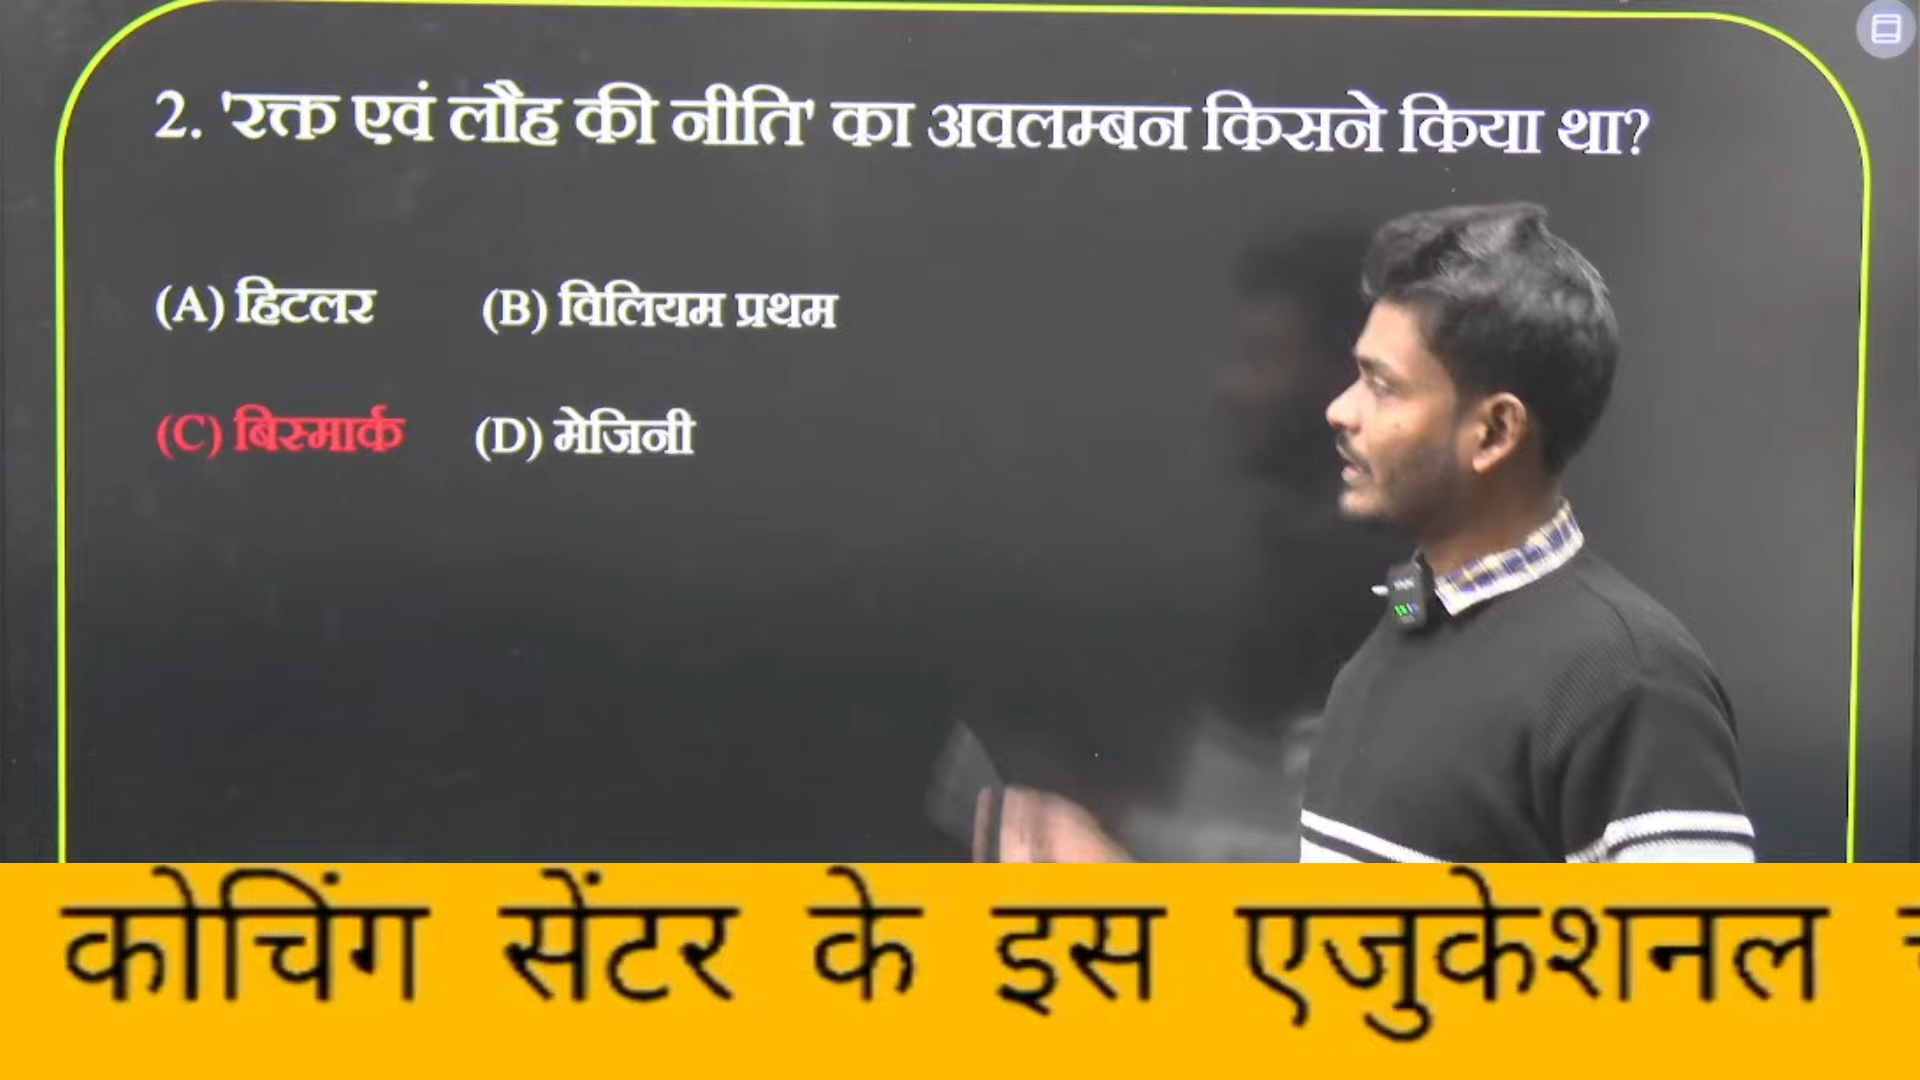 2. 'रक्त एवं लौह की नीति' का अवलम्बन किसने किया था?
(A) हिटलर (B) विलियम प्रथम
(C) बिस्मार्क (D) मेजिनी
कोचिंग सेंटर के इस एजुकेशनल